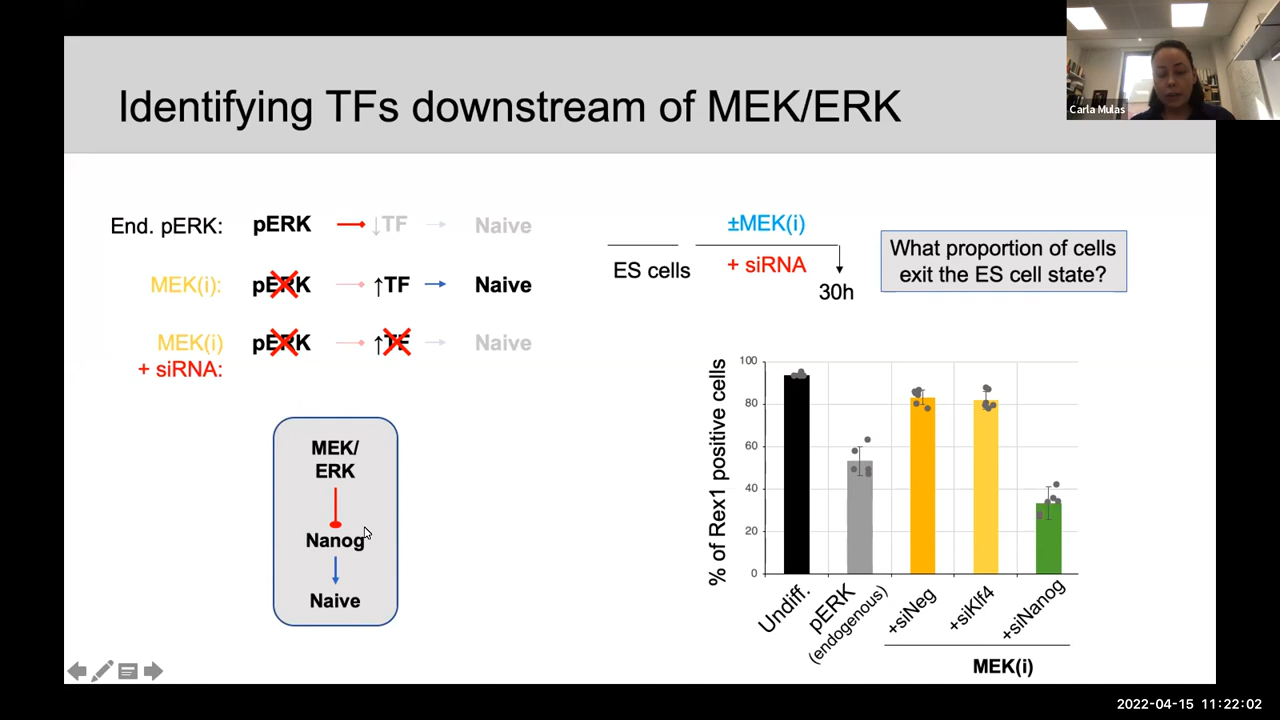 Carla Mulas
Identifying TFs downstream of MEK/ERK
End. pERK: pERK ↓TF Naive
MEK(i): pERK ↑TF Naive
MEK(i) pERK ↑TF Naive
+ siRNA:
±MEK(i)
ES cells + siRNA
30h
What proportion of cells
exit the ES cell state?
MEK/
ERK
Nanog
Naive
% of Rex1 positive cells
100
80
60
40
20
0
Undiff.
pERK
(endogenous)
+siNeg
+siKlf4
+siNanog
MEK(i)
2022-04-15 11:22:02